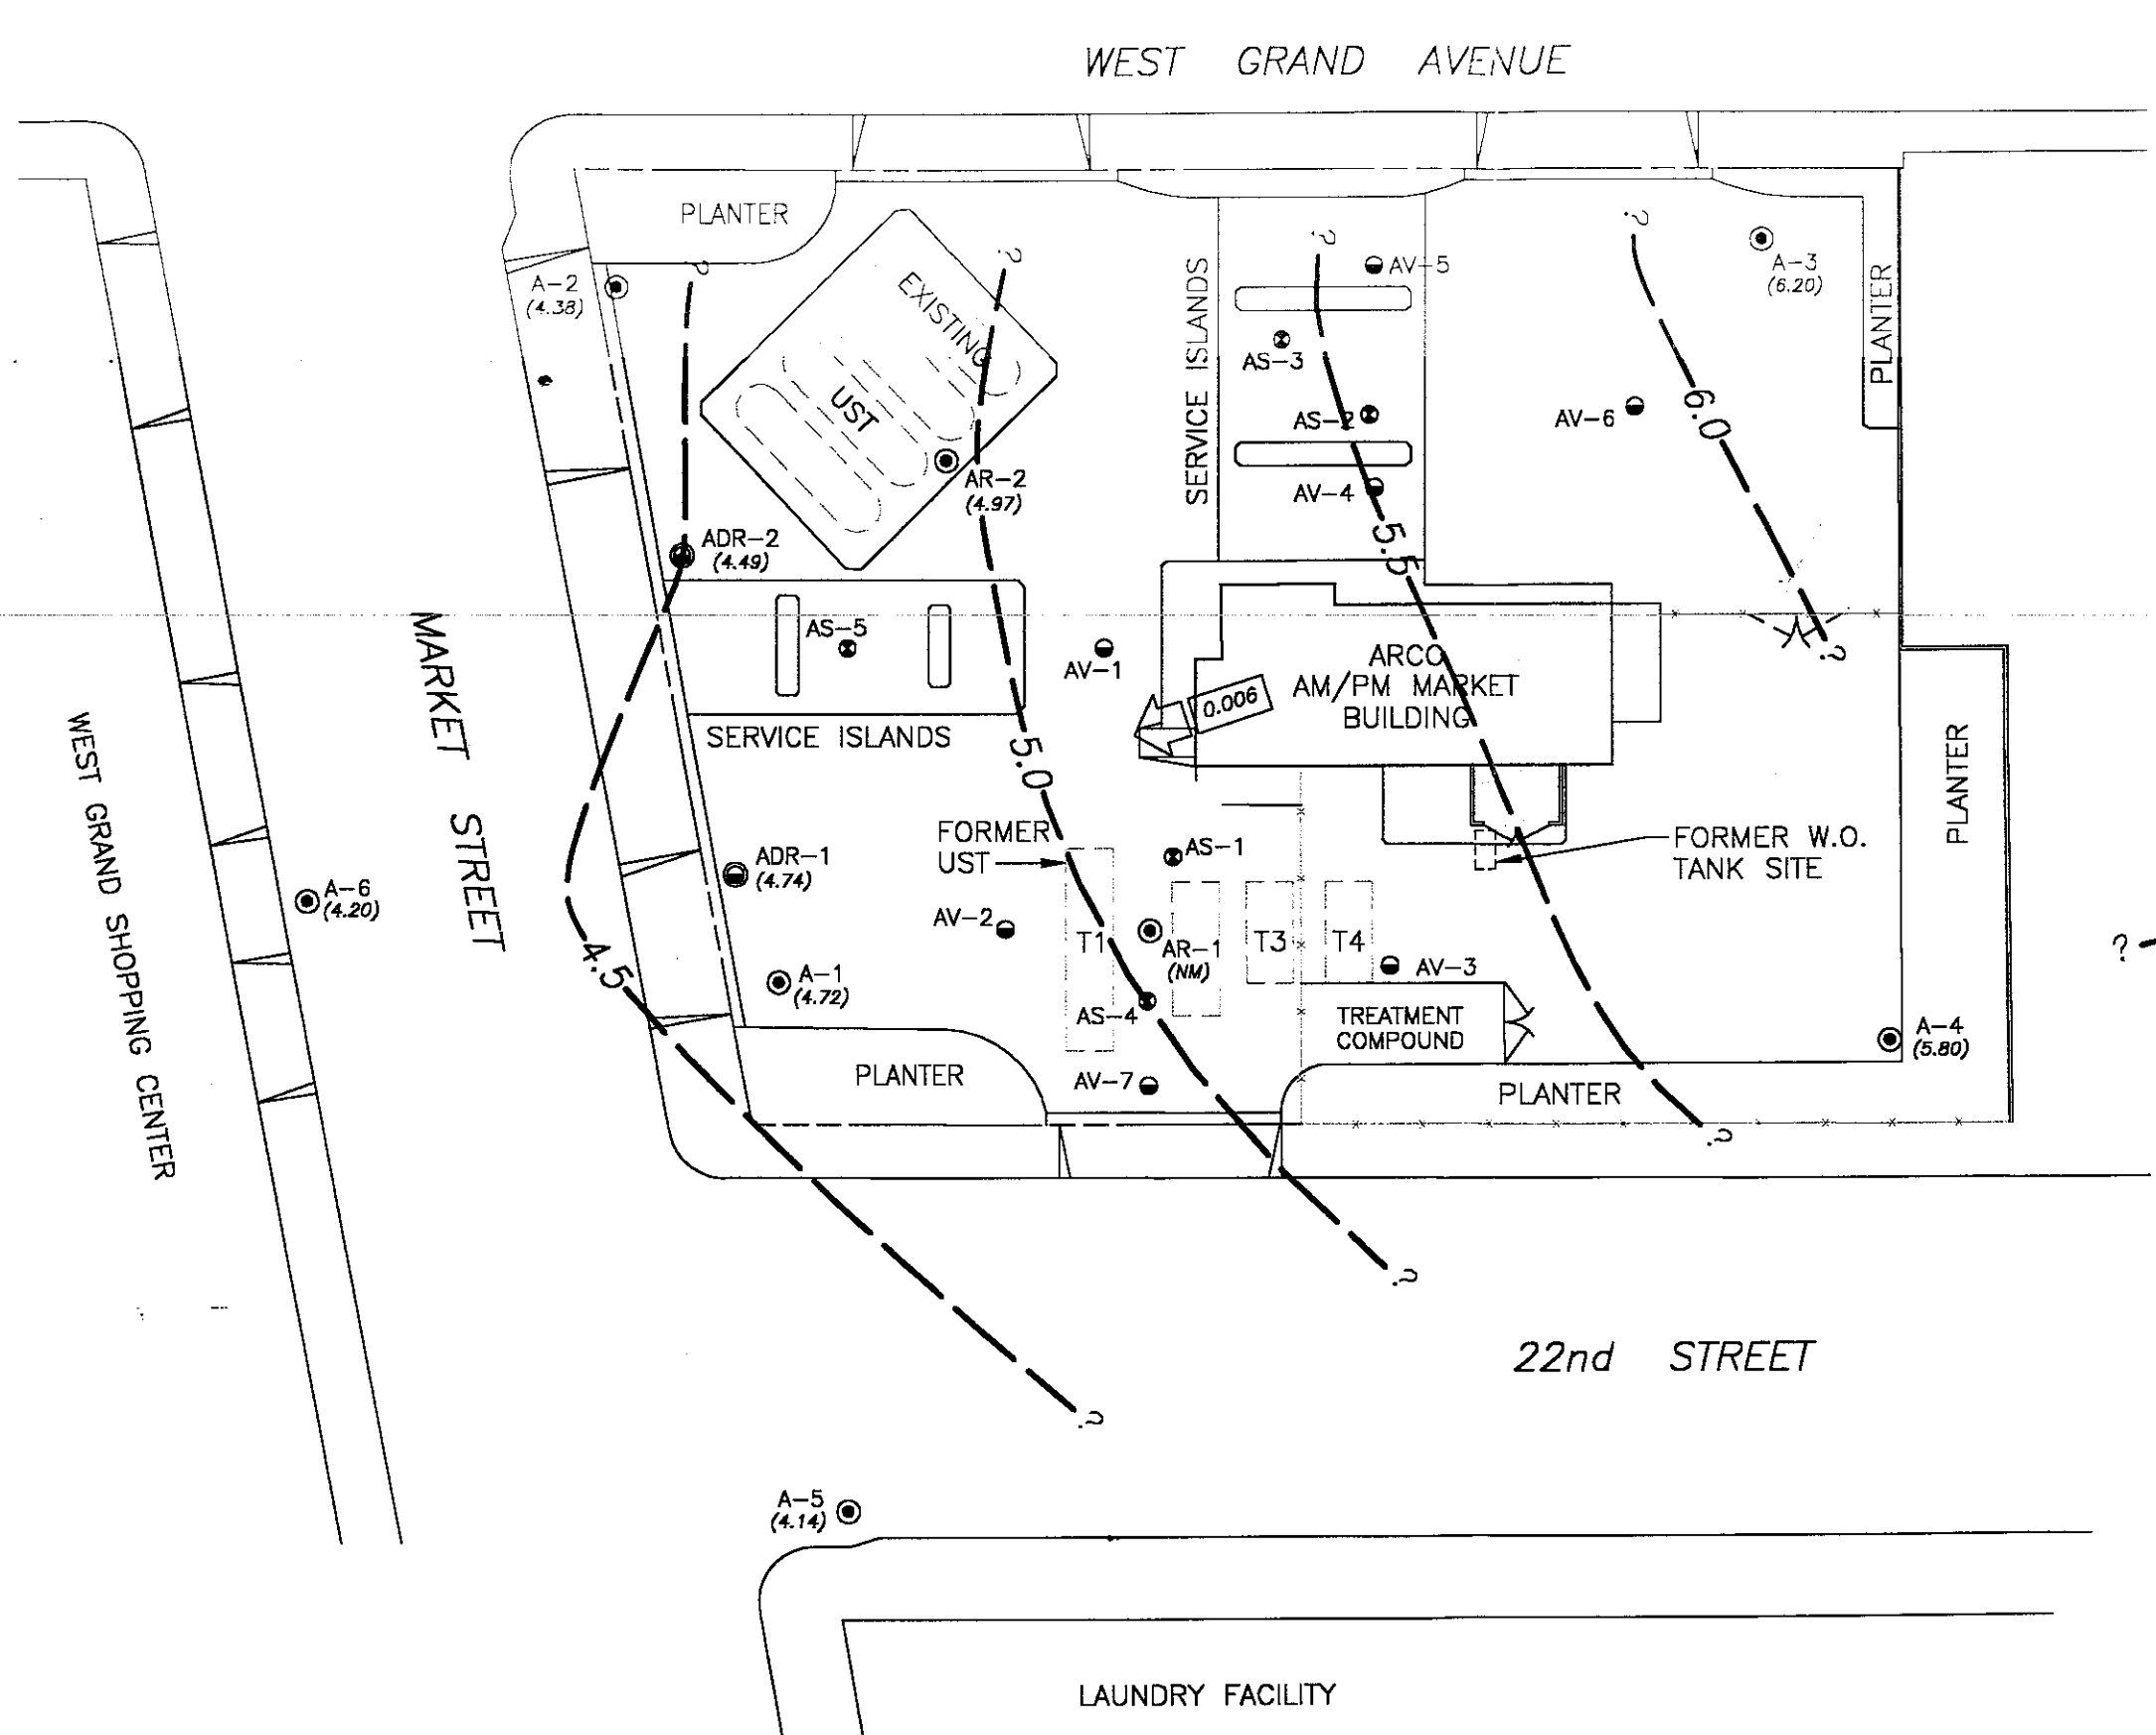 WEST GRAND AVENUE
PLANTER
?
?
?
?
A-2
(4.38)
EXISTING
UST
SERVICE ISLANDS
AV-5
A-3
(6.20)
PLANTER
AS-3
AS-2
AV-6
6.0
AR-2
(4.97)
AV-4
5.5
ADR-2
(4.49)
AS-5
AV-1
?
ARCO
AM/PM MARKET
BUILDING
0.006
MARKET STREET
SERVICE ISLANDS
5.0
PLANTER
WEST GRAND SHOPPING CENTER
FORMER
UST
AS-1
FORMER W.O.
TANK SITE
ADR-1
(4.74)
A-6
(4.20)
AV-2
T1
AR-1
(NM)
T3
T4
AV-3
?
4.5
A-1
(4.72)
AS-4
TREATMENT
COMPOUND
A-4
(5.80)
PLANTER
AV-7
PLANTER
?
?
22nd STREET
?
A-5
(4.14)
LAUNDRY FACILITY